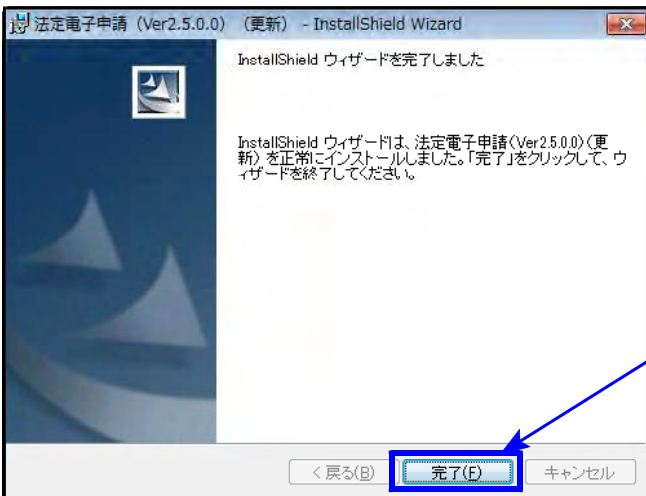 法定電子申請（Ver2.5.0.0）（更新） - InstallShield Wizard
InstallShield ウィザードを完了しました
InstallShield ウィザードは、法定電子申請(Ver2.5.0.0)(更
新) を正常にインストールしました。「完了」をクリックして、ウ
ィザードを終了してください。
< 戻る(B)
完了(F)
キャンセル